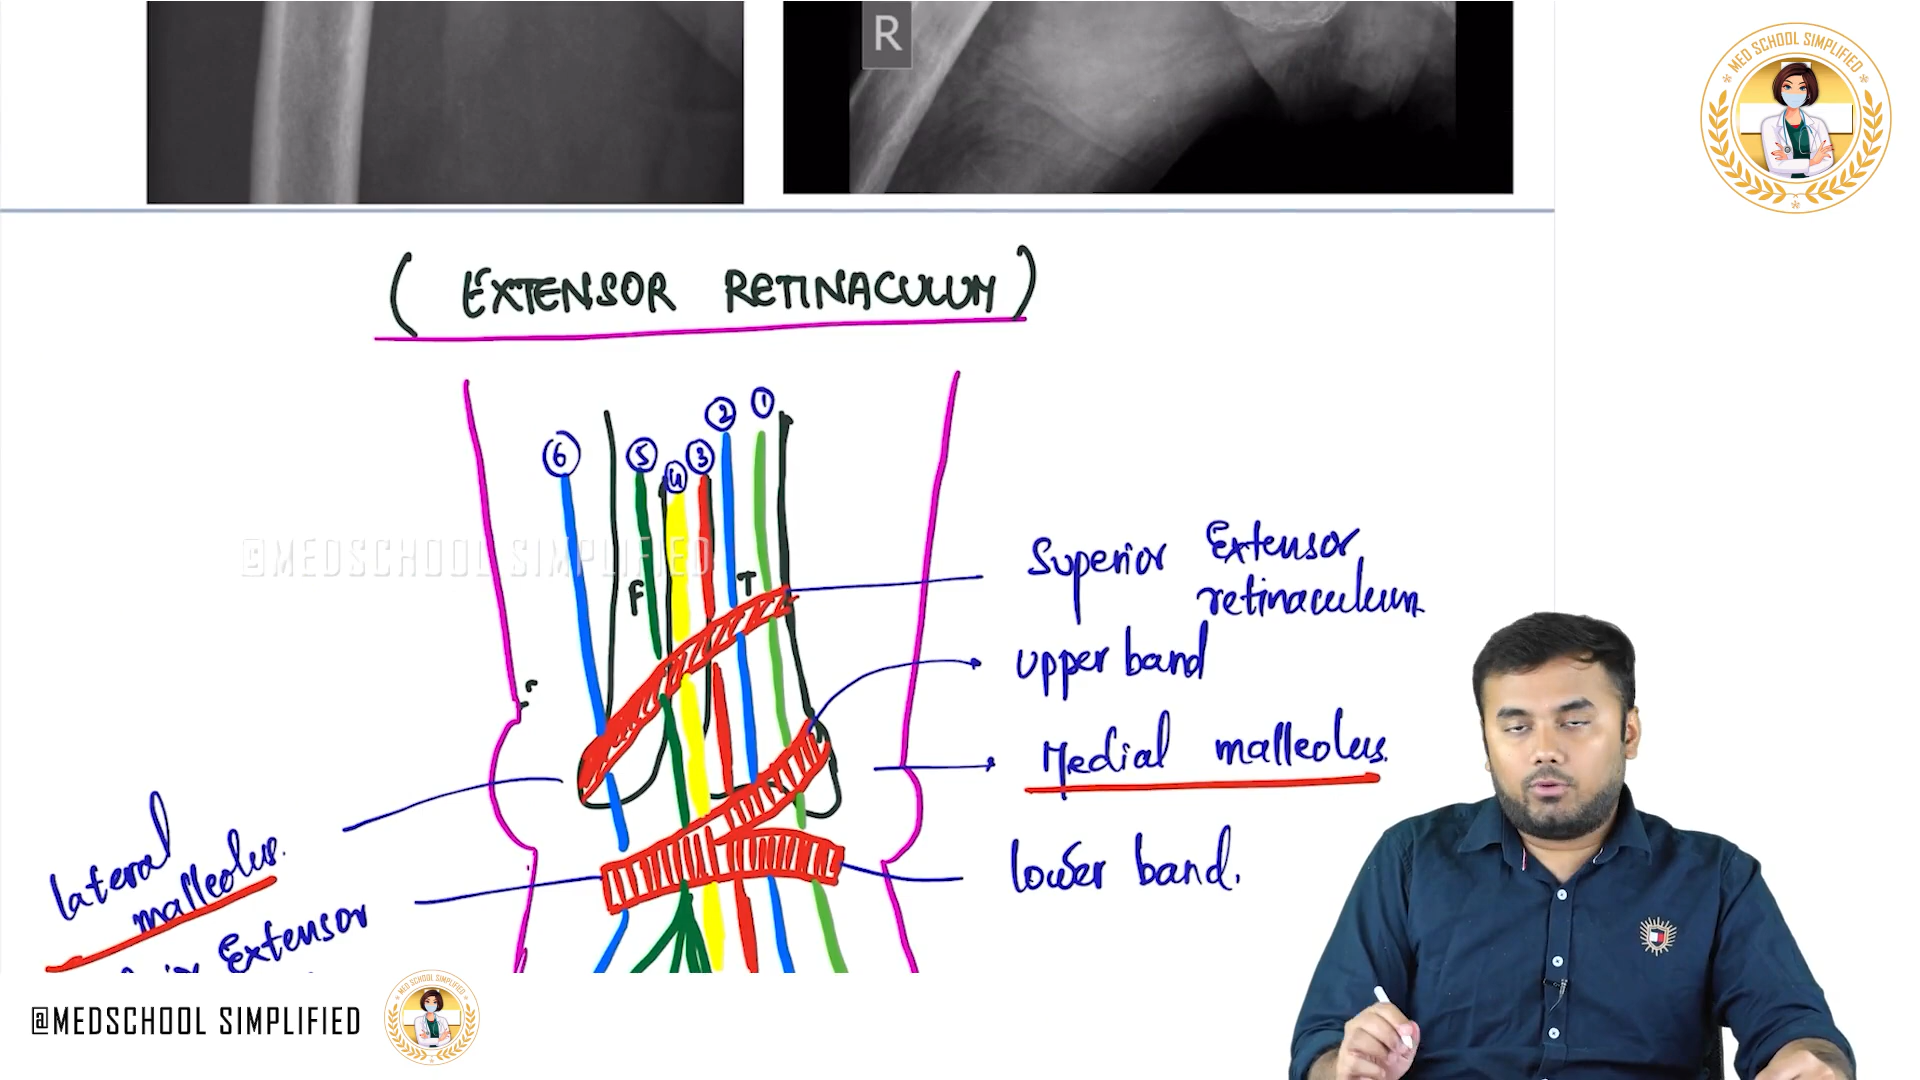 R
MED SCHOOL SIMPLIFIED
( EXTENSOR RETINACULUM )
1
2
3
4
5
6
@MEDSCHOOL SIMPLIFIED
F
T
Superior Extensor
retinaculum
upper band
Medial malleolus.
lower band.
lateral
malleolus.
Extensor
@MEDSCHOOL SIMPLIFIED
MED SCHOOL SIMPLIFIED